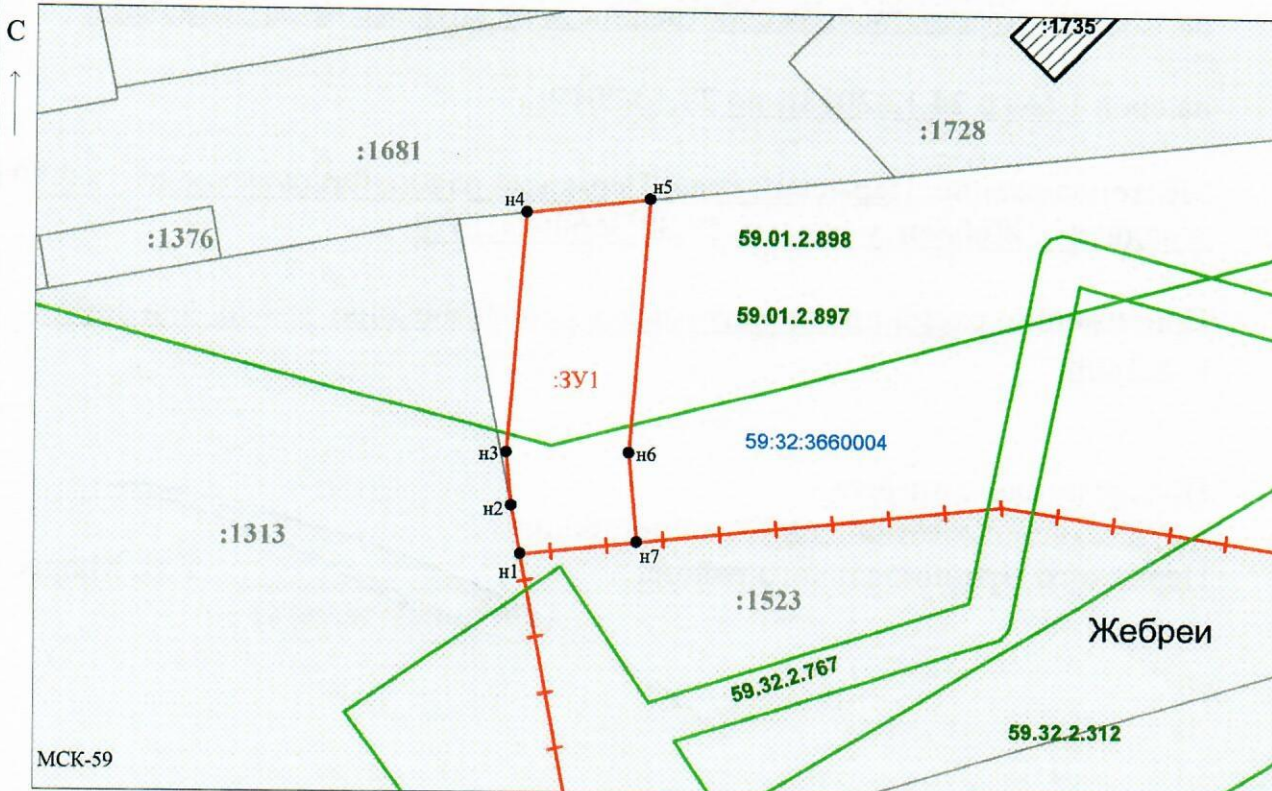 С
:1735
:1728
:1681
н5
н4
:1376
59.01.2.898
59.01.2.897
:ЗУ1
59:32:3660004
н3
н6
н2
:1313
н7
н1
:1523
Жебреи
59.32.2.767
59.32.2.312
МСК-59